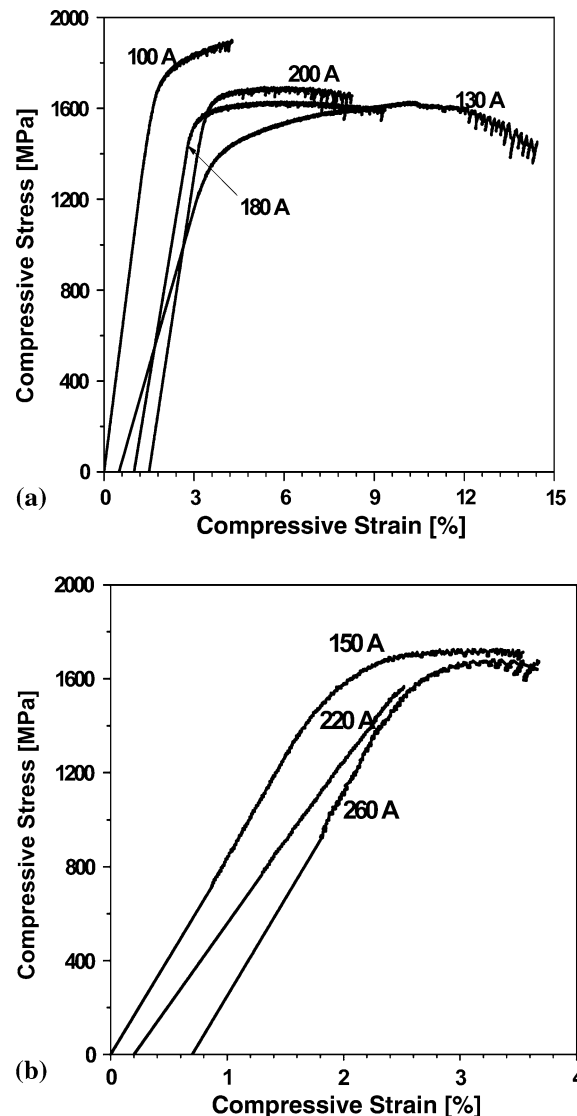 2000
100 A
200 A
1600
130 A
180 A
1200
800
400
0
Compressive Stress [MPa]
0 3 6 9 12 15
(a)
Compressive Strain [%]
2000
150 A
1600
220 A
1200
260 A
800
400
0
Compressive Stress [MPa]
0 1 2 3 4
(b)
Compressive Strain [%]